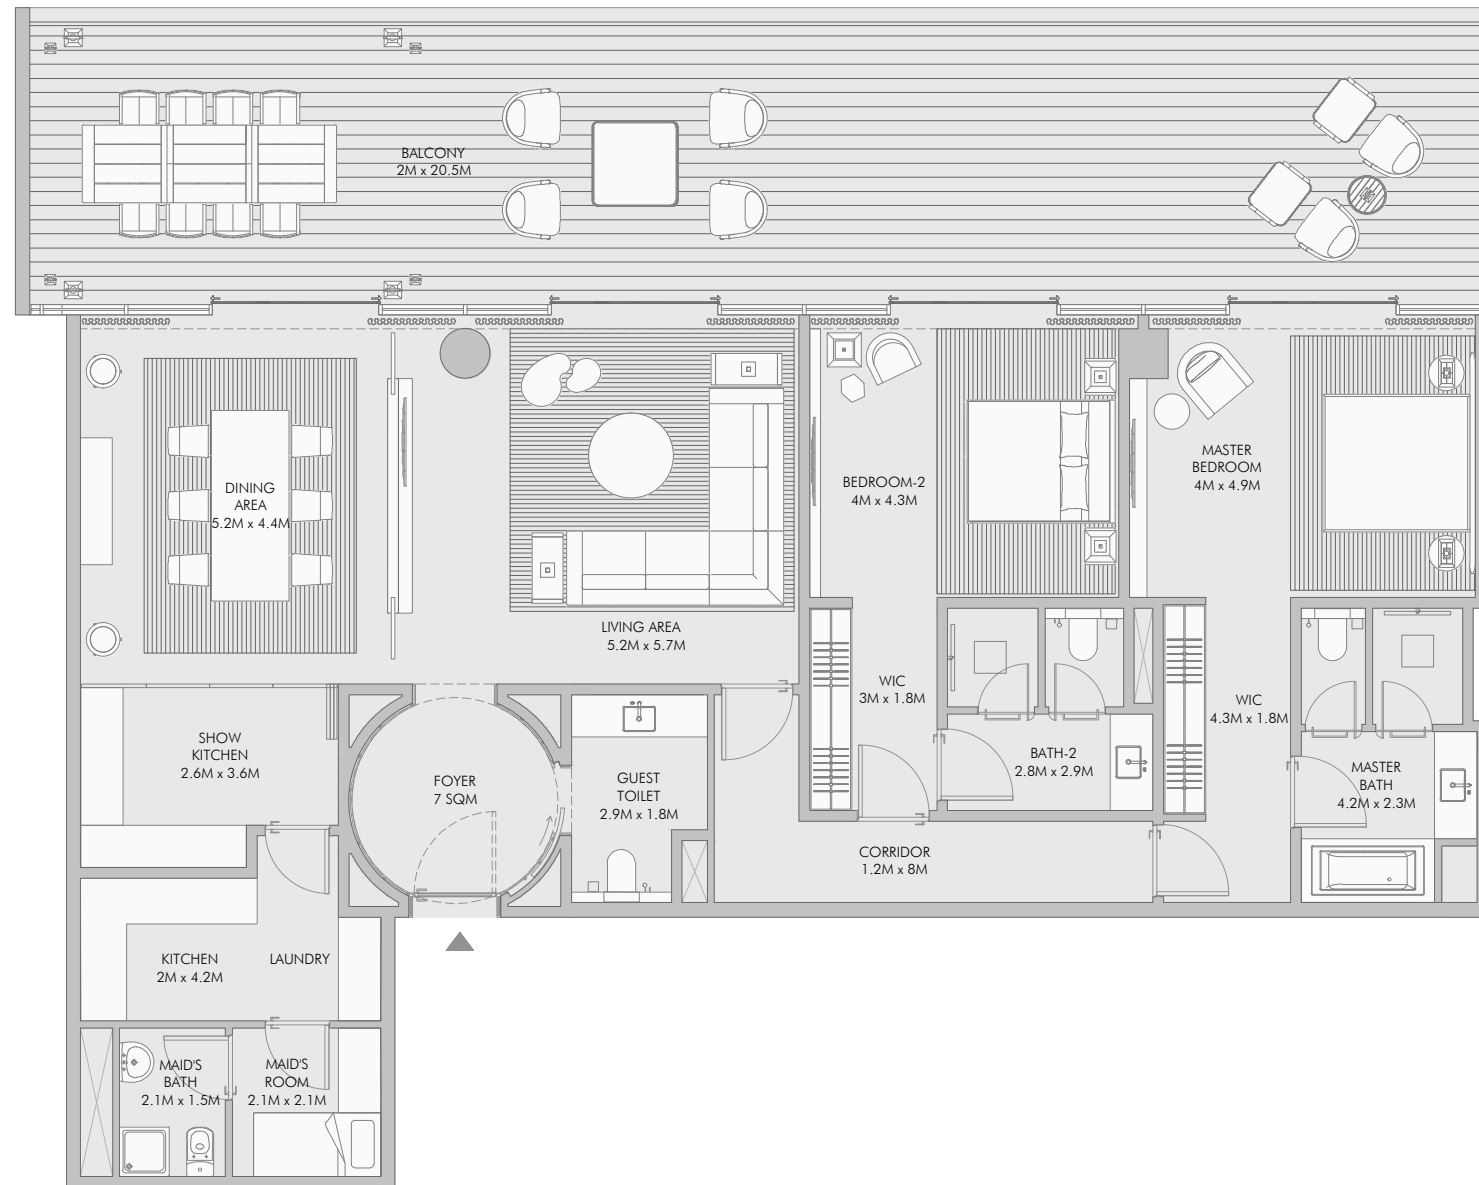 BALCONY
2M x 20.5M
DINING
AREA
5.2M x 4.4M
LIVING AREA
5.2M x 5.7M
BEDROOM-2
4M x 4.3M
MASTER
BEDROOM
4M x 4.9M
WIC
3M x 1.8M
WIC
4.3M x 1.8M
SHOW
KITCHEN
2.6M x 3.6M
FOYER
7 SQM
GUEST
TOILET
2.9M x 1.8M
BATH-2
2.8M x 2.9M
MASTER
BATH
4.2M x 2.3M
CORRIDOR
1.2M x 8M
KITCHEN
2M x 4.2M
LAUNDRY
MAID'S
BATH
2.1M x 1.5M
MAID'S
ROOM
2.1M x 2.1M